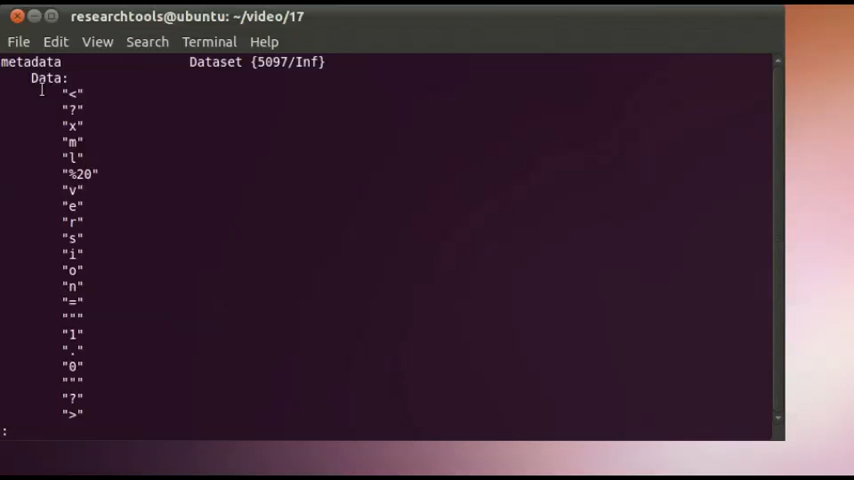 researchtools@ubuntu: ~/video/17
File Edit View Search Terminal Help
metadata Dataset {5097/Inf}
Data:
"<"
"?"
"x"
"m"
"l"
"%20"
"v"
"e"
"r"
"s"
"i"
"o"
"n"
"="
"""
"1"
"."
"0"
"""
"?"
">"
: